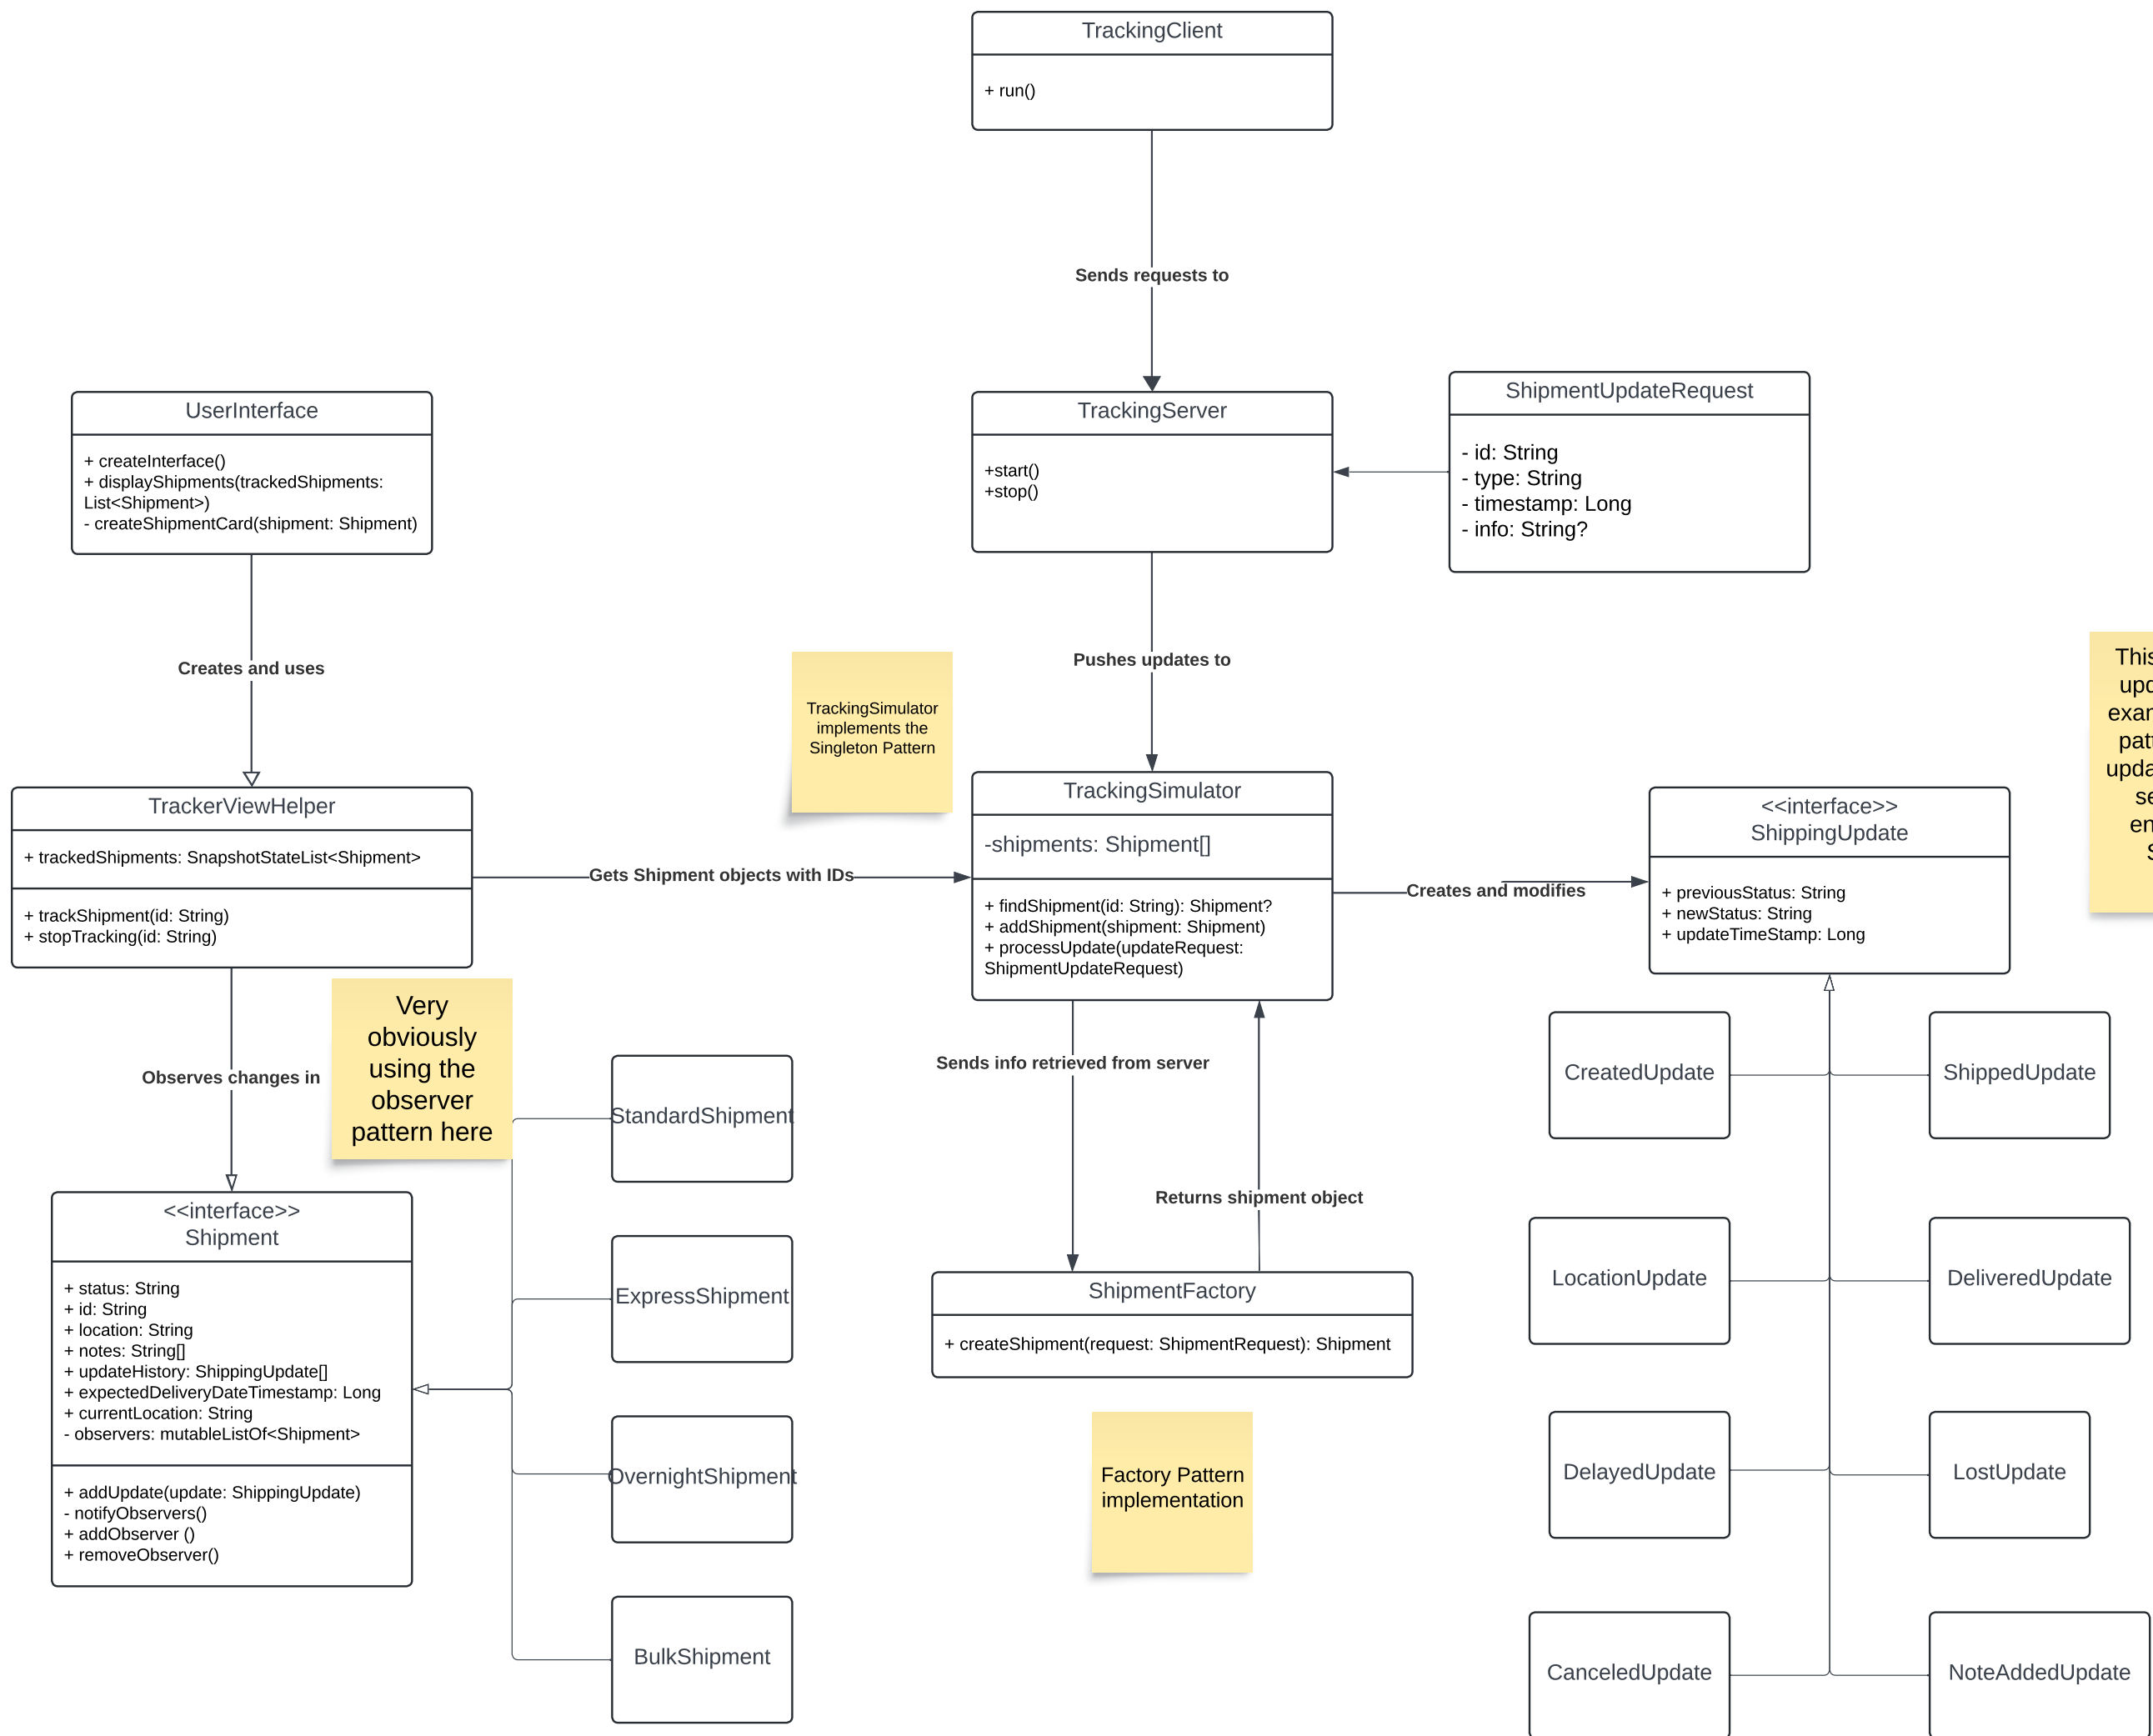 TrackingClient
+ run()
Sends requests to
UserInterface
+ createInterface()
+ displayShipments(trackedShipments:
List<Shipment>)
- createShipmentCard(shipment: Shipment)
TrackingServer
+start()
+stop()
ShipmentUpdateRequest
- id: String
- type: String
- timestamp: Long
- info: String?
Creates and uses
Pushes updates to
TrackingSimulator
implements the
Singleton Pattern
This
TrackerViewHelper
+ trackedShipments: SnapshotStateList<Shipment>
+ trackShipment(id: String)
+ stopTracking(id: String)
Gets Shipment objects with IDs
TrackingSimulator
-shipments: Shipment[]
+ findShipment(id: String): Shipment?
+ addShipment(shipment: Shipment)
+ processUpdate(updateRequest:
ShipmentUpdateRequest)
Creates and modifies
<<interface>>
ShippingUpdate
+ previousStatus: String
+ newStatus: String
+ updateTimeStamp: Long
Very
obviously
using the
observer
pattern here
Observes changes in
Sends info retrieved from server
Returns shipment object
<<interface>>
Shipment
+ status: String
+ id: String
+ location: String
+ notes: String[]
+ updateHistory: ShippingUpdate[]
+ expectedDeliveryDateTimestamp: Long
+ currentLocation: String
- observers: mutableListOf<Shipment>
+ addUpdate(update: ShippingUpdate)
- notifyObservers()
+ addObserver ()
+ removeObserver()
StandardShipment
ExpressShipment
OvernightShipment
BulkShipment
ShipmentFactory
+ createShipment(request: ShipmentRequest): Shipment
Factory Pattern
implementation
CreatedUpdate
ShippedUpdate
LocationUpdate
DeliveredUpdate
DelayedUpdate
LostUpdate
CanceledUpdate
NoteAddedUpdate